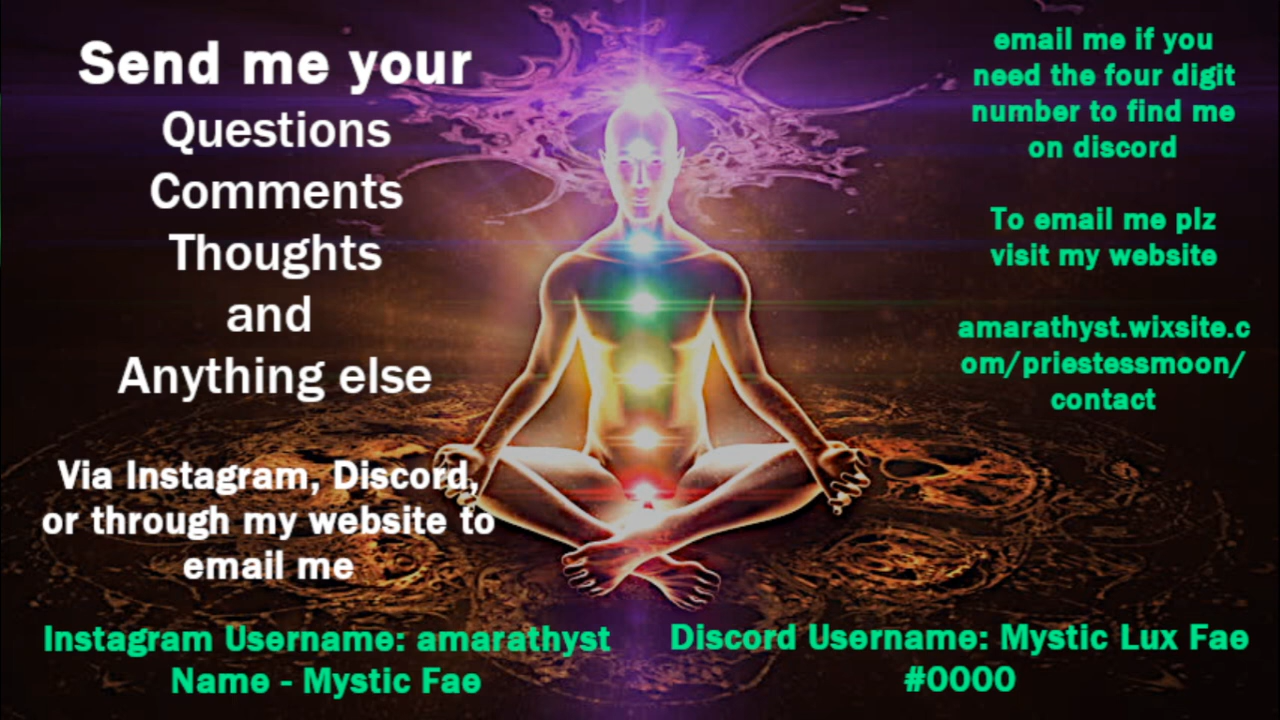 Send me your
Questions
Comments
Thoughts
and
Anything else
Via Instagram, Discord,
or through my website to
email me
Instagram Username: amarathyst
Name - Mystic Fae
email me if you
need the four digit
number to find me
on discord
To email me plz
visit my website
amarathyst.wixsite.c
om/priestessmoon/
contact
Discord Username: Mystic Lux Fae
#0000